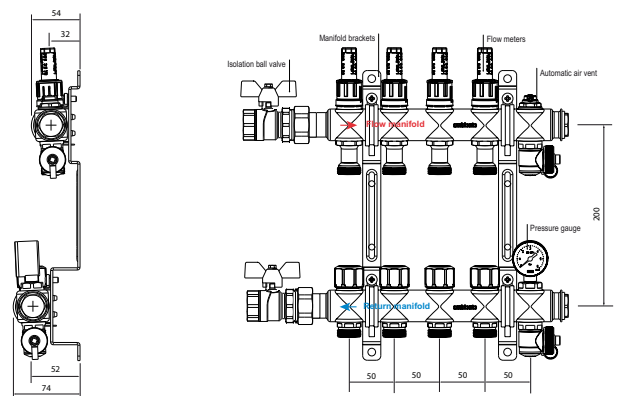 54
32
Manifold brackets
Flow meters
Isolation ball valve
Automatic air vent
Flow manifold
200
Pressure gauge
Return manifold
52
74
50
50
50
50